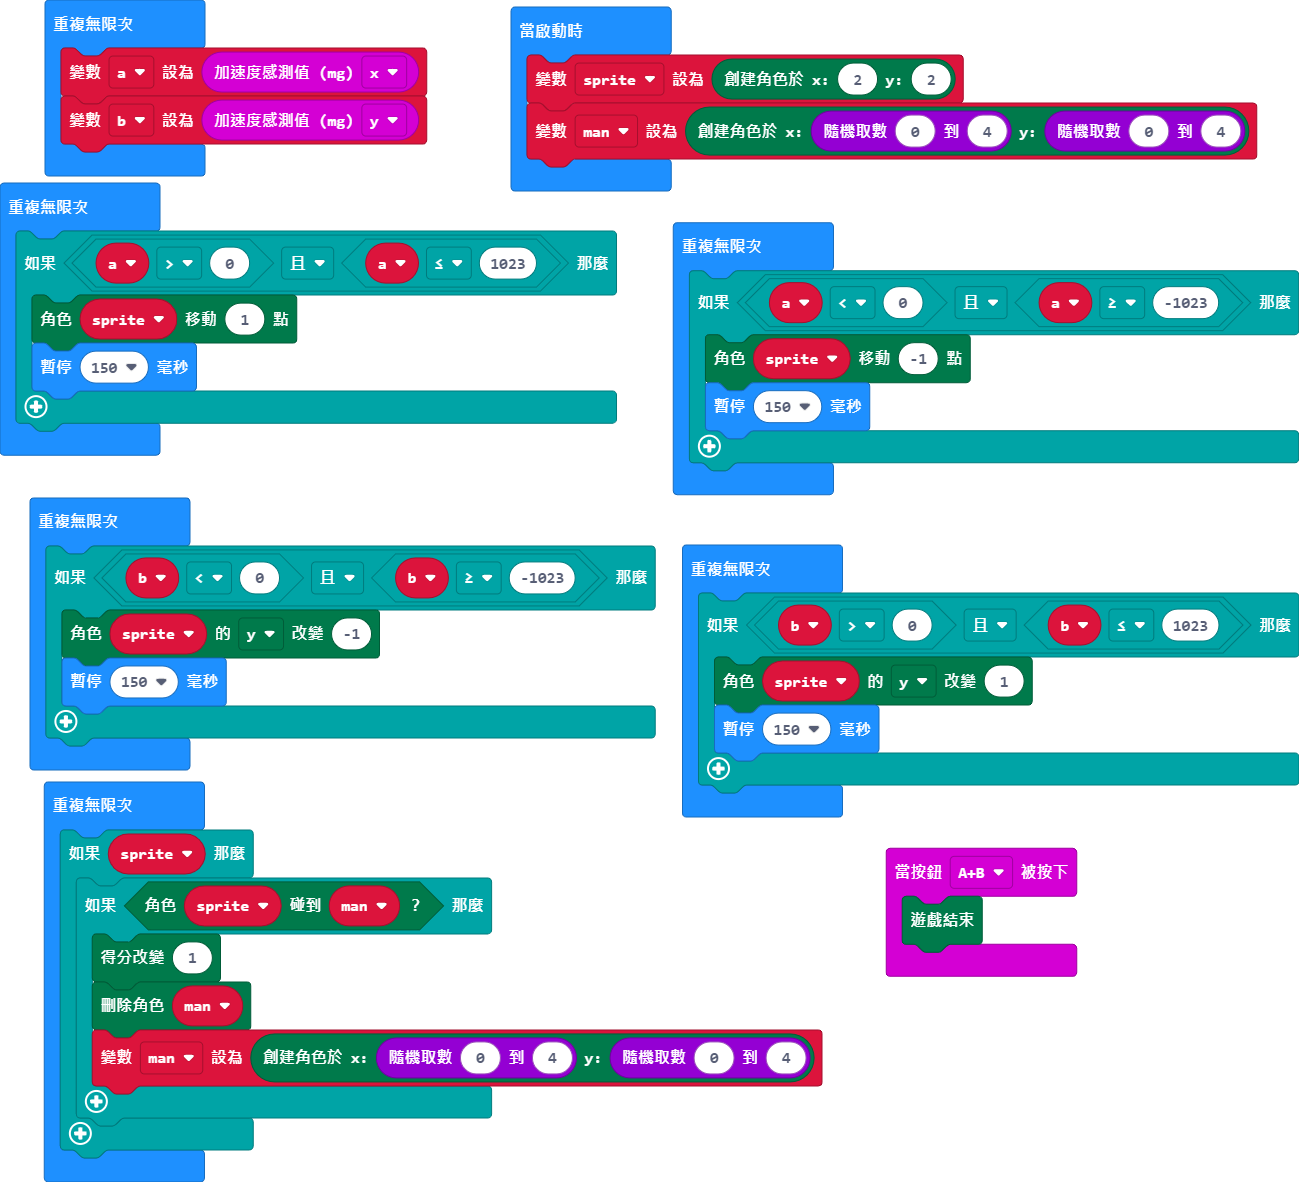 重複無限次
變數 a 設為 加速度感測值 (mg) x
變數 b 設為 加速度感測值 (mg) y
當啟動時
變數 sprite 設為 創建角色於 x: 2 y: 2
變數 man 設為 創建角色於 x: 隨機取數 0 到 4 y: 隨機取數 0 到 4
重複無限次
如果 a > 0 且 a ≤ 1023 那麼
角色 sprite 移動 1 點
暫停 150 毫秒
重複無限次
如果 a < 0 且 a ≥ -1023 那麼
角色 sprite 移動 -1 點
暫停 150 毫秒
重複無限次
如果 b < 0 且 b ≥ -1023 那麼
角色 sprite 的 y 改變 -1
暫停 150 毫秒
重複無限次
如果 b > 0 且 b ≤ 1023 那麼
角色 sprite 的 y 改變 1
暫停 150 毫秒
重複無限次
如果 sprite 那麼
如果 角色 sprite 碰到 man ? 那麼
得分改變 1
刪除角色 man
變數 man 設為 創建角色於 x: 隨機取數 0 到 4 y: 隨機取數 0 到 4
當按鈕 A+B 被按下
遊戲結束